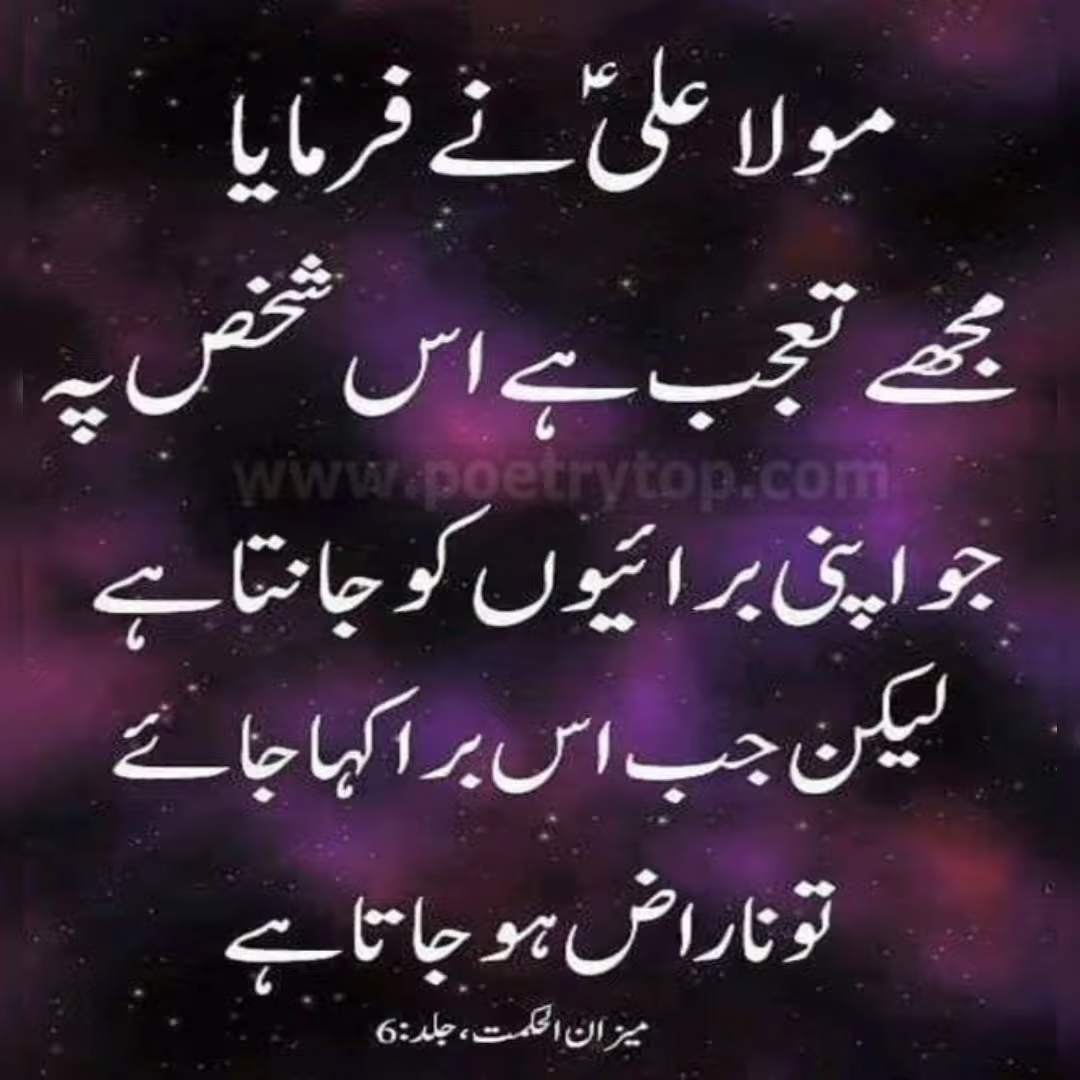 مولا علیؑ نے فرمایا
مجھے تعجب ہے اس شخص پہ
www.poetrytop.com
جو اپنی برائیوں کو جانتا ہے
لیکن جب اس برا کہا جائے
تو ناراض ہو جاتا ہے
میزان الحکمت، جلد:6